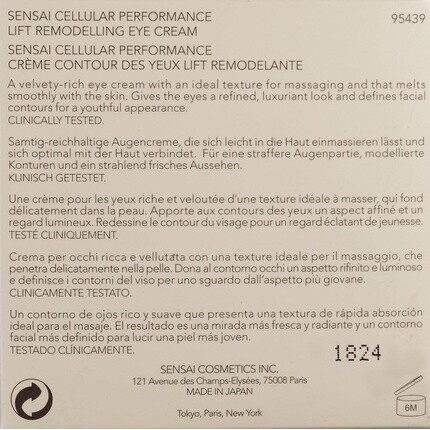 SENSAI CELLULAR PERFORMANCE 95439
LIFT REMODELLING EYE CREAM
SENSAI CELLULAR PERFORMANCE
CRÈME CONTOUR DES YEUX LIFT REMODELANTE
A velvety-rich eye cream with an ideal texture for massaging and that melts
smoothly with the skin. Gives the eyes a refined, luxuriant look and defines facial
contours for a youthful appearance.
CLINICALLY TESTED.
Samtig-reichhaltige Augencreme, die sich leicht in die Haut einmassieren lässt und
sich optimal mit der Haut verbindet. Für eine straffere Augenpartie, modellierte
Konturen und ein strahlend frisches Aussehen.
KLINISCH GETESTET.
Une crème pour les yeux riche et veloutée d'une texture idéale à masser, qui fond
délicatement dans la peau. Apporte aux contours des yeux un aspect affiné et un
regard lumineux. Redessine le contour du visage pour un regard éclatant de jeunesse.
TESTÉ CLINIQUEMENT.
Crema per occhi ricca e vellutata con una texture ideale per il massaggio, che
penetra delicatamente nella pelle. Dona al contorno occhi un aspetto rifinito e luminoso
e definisce i contorni del viso per uno sguardo dall'aspetto più giovane.
CLINICAMENTE TESTATO.
Un contorno de ojos rico y suave que presenta una textura de rápida absorción
ideal para el masaje. El resultado es una mirada más fresca y radiante y un contorno
facial más definido para lucir una piel más joven.
TESTADO CLÍNICAMENTE.
1824
SENSAI COSMETICS INC.
121 Avenue des Champs-Elysées, 75008 Paris
MADE IN JAPAN
Tokyo, Paris, New York
6M